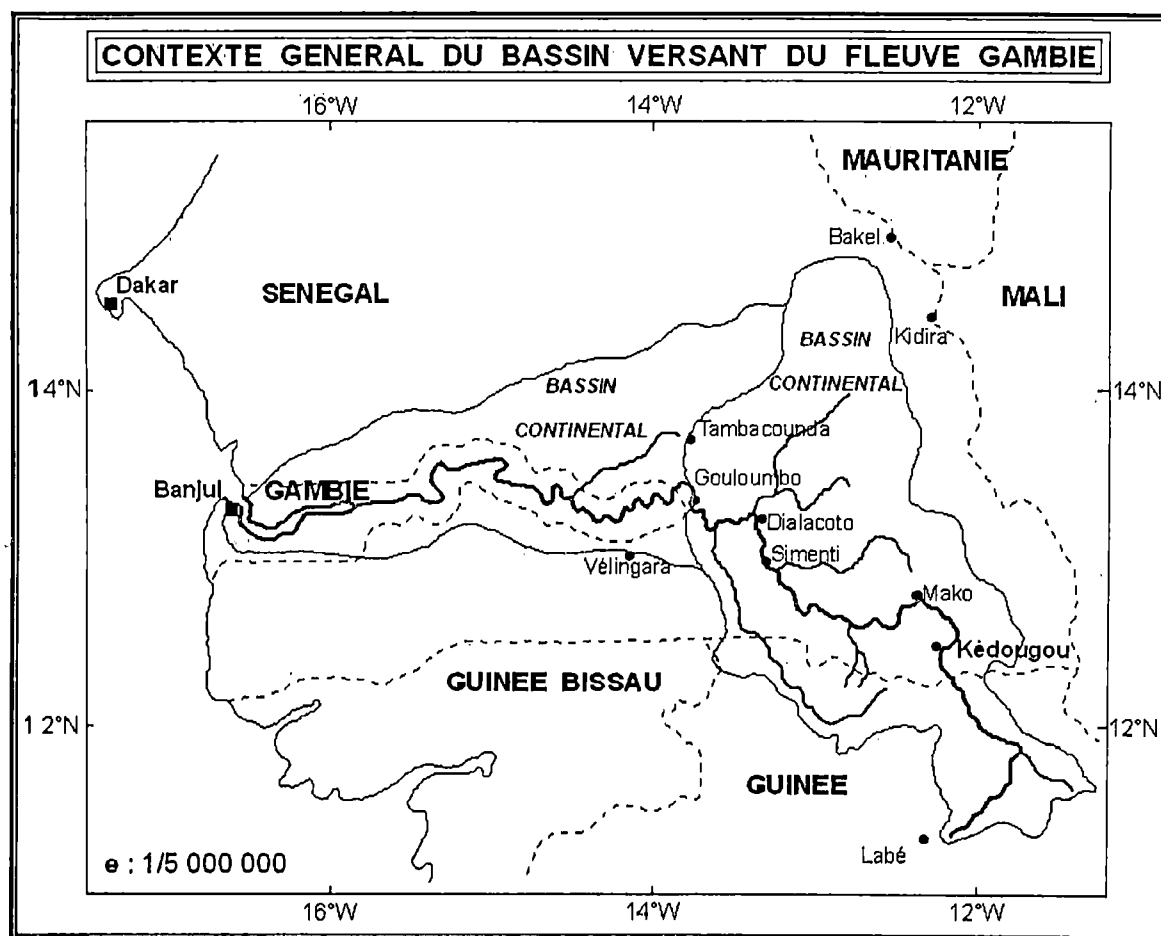 CONTEXTE GENERAL DU BASSIN VERSANT DU FLEUVE GAMBIE
16°W 14°W 12°W
MAURITANIE
Bakel
Dakar
SENEGAL
MALI
Kidira
BASSIN
CONTINENTAL
14°N
14°N
BASSIN
CONTINENTAL
Tambacounda
Gouloumbo
Banjul
GAMBIE
Dialacoto
Simenti
Vélingara
Mako
Kédougou
GUINEE BISSAU
12°N
12°N
GUINEE
Labé
e : 1/5 000 000
16°W 14°W 12°W